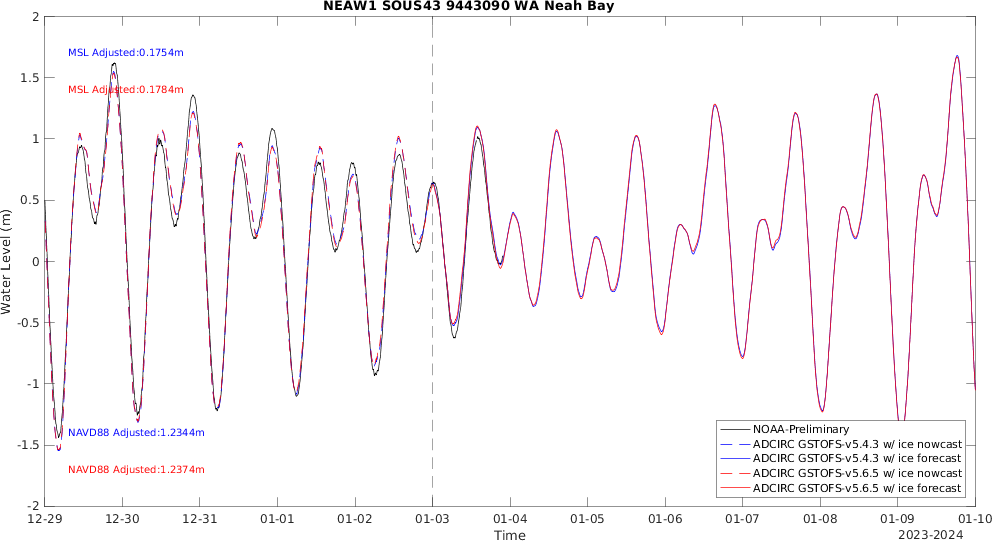 NEAW1 SOUS43 9443090 WA Neah Bay
MSL Adjusted:0.1754m
MSL Adjusted:0.1784m
NAVD88 Adjusted:1.2344m
NAVD88 Adjusted:1.2374m
Water Level (m)
2
1.5
1
0.5
0
-0.5
-1
-1.5
-2
NOAA-Preliminary
ADCIRC GSTOFS-v5.4.3 w/ ice nowcast
ADCIRC GSTOFS-v5.4.3 w/ ice forecast
ADCIRC GSTOFS-v5.6.5 w/ ice nowcast
ADCIRC GSTOFS-v5.6.5 w/ ice forecast
12-29 12-30 12-31 01-01 01-02 01-03 01-04 01-05 01-06 01-07 01-08 01-09 01-10
Time
2023-2024